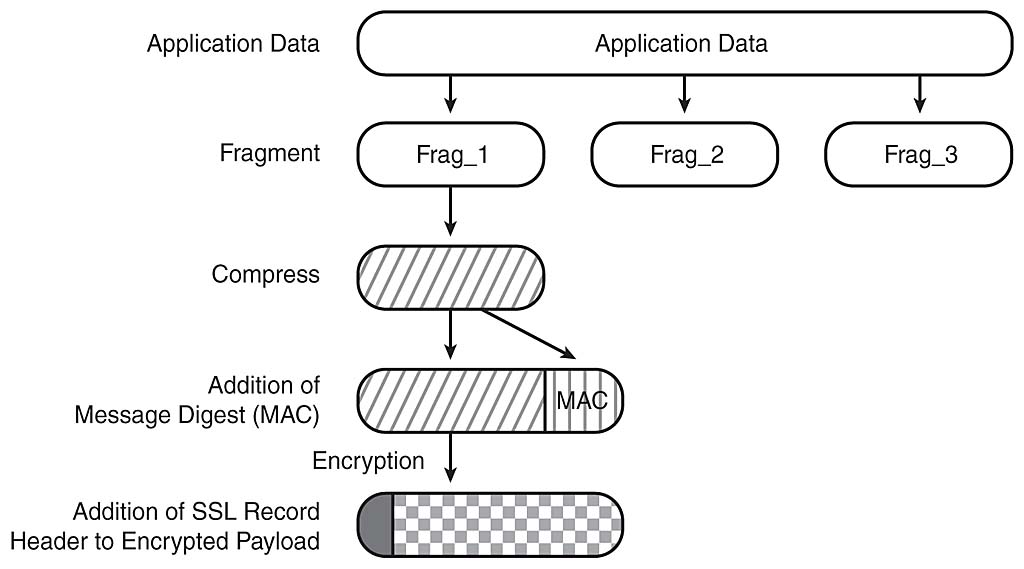 Application Data
Application Data
Fragment
Frag_1
Frag_2
Frag_3
Compress
Addition of
Message Digest (MAC)
MAC
Encryption
Addition of SSL Record
Header to Encrypted Payload